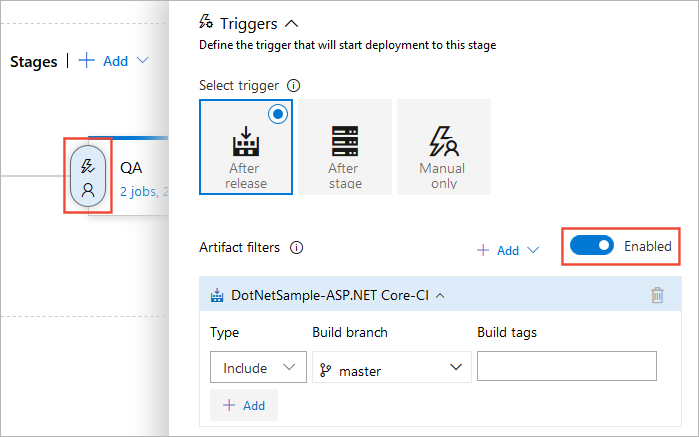 Triggers
Define the trigger that will start deployment to this stage
Stages | + Add
Select trigger
After release
After stage
Manual only
QA
2 jobs, 2
Artifact filters
+ Add
Enabled
DotNetSample-ASP.NET Core-CI
Type
Build branch
Build tags
Include
master
+ Add